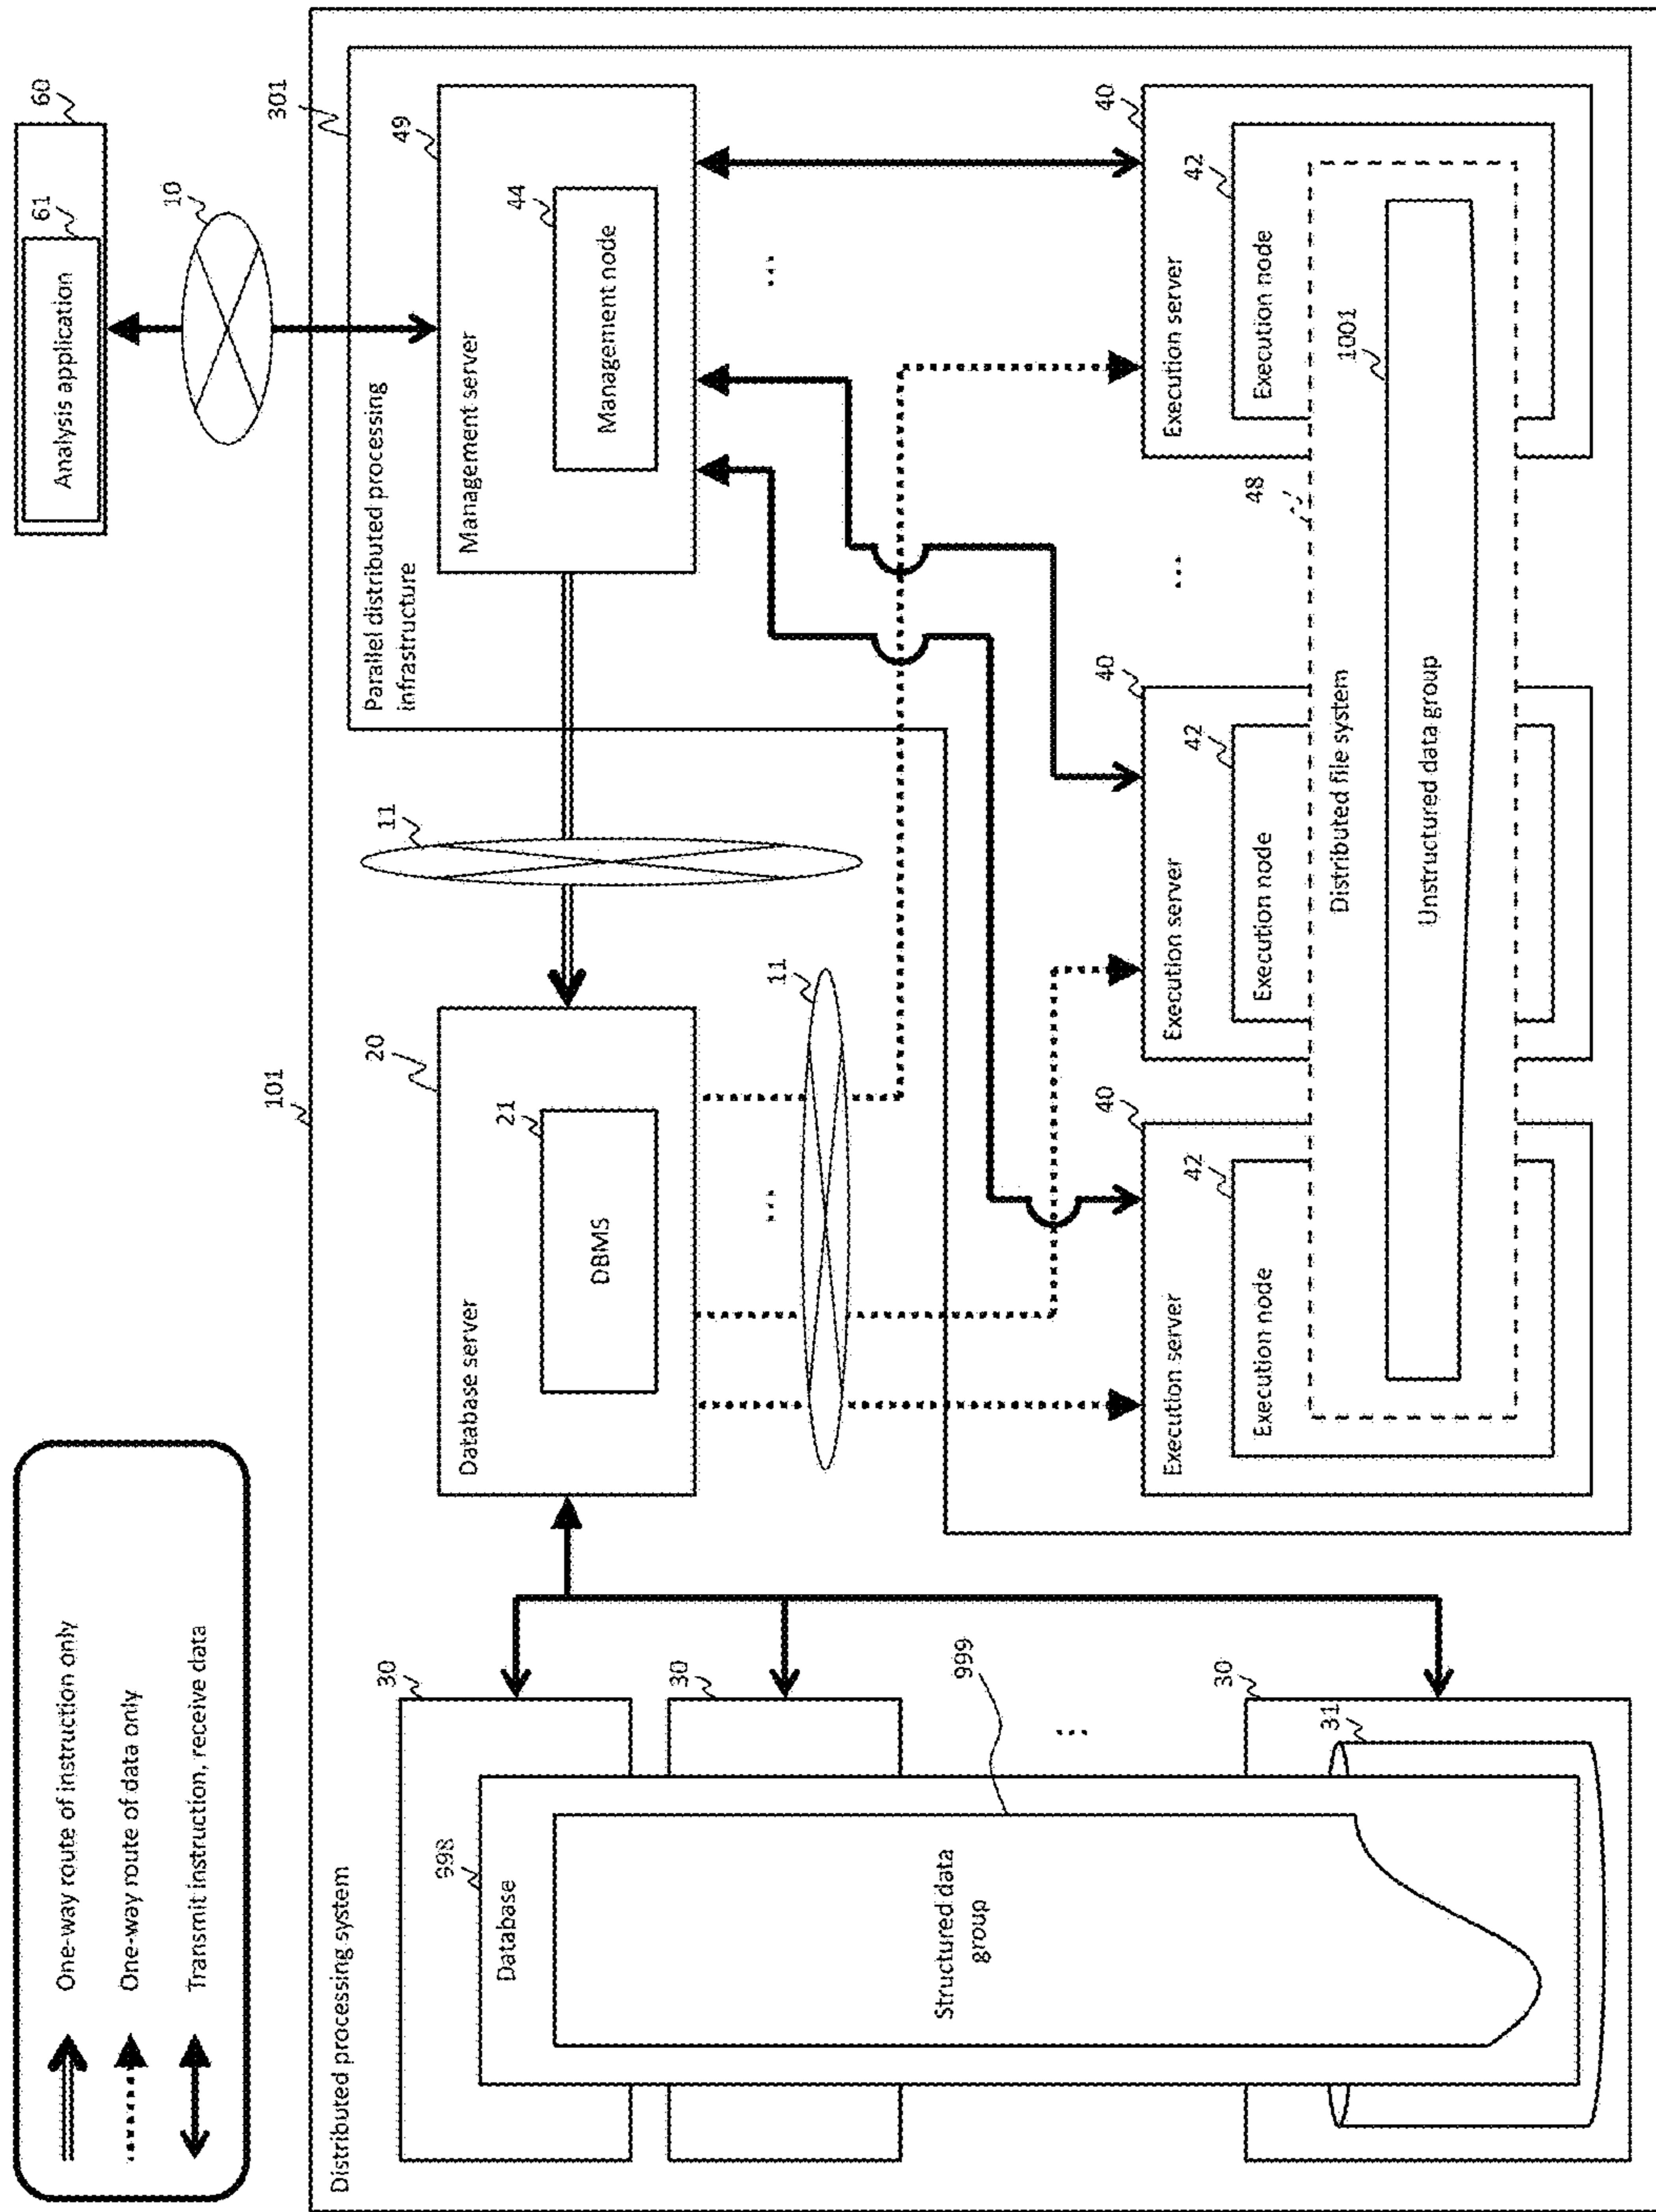 One-way route of instruction only
One-way route of data only
Transmit instruction, receive data
60
61
Analysis application
10
101
Distributed processing system
301
Parallel distributed processing
infrastructure
49
Management server
44
Management node
11
20
Database server
21
DBMS
...
11
...
30
30
...
30
31
998
Database
999
Structured data
group
40
Execution server
42
Execution node
40
Execution server
42
Execution node
...
40
Execution server
42
Execution node
48
Distributed file system
1001
Unstructured data group